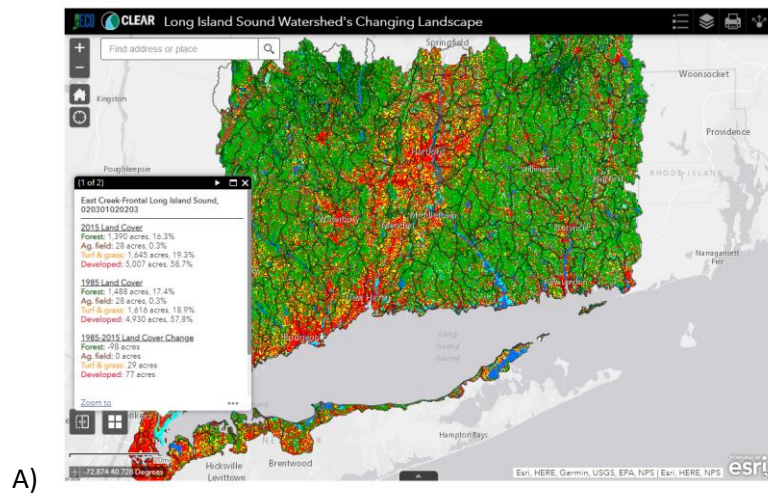 CLEAR Long Island Sound Watershed's Changing Landscape
Find address or place
Springfield
Woonsocket
Kingston
Providence
Hartford
Poughkeepsie
RHODE ISLAND
(1 of 2)
East Creek-Frontal Long Island Sound,
020301020203
2015 Land Cover
Forest: 1,390 acres, 16.3%
Ag. field: 28 acres, 0.3%
Turf & grass: 1,645 acres, 19.3%
Developed: 5,007 acres, 58.7%
1985 Land Cover
Forest: 1,488 acres, 17.4%
Ag. field: 28 acres, 0.3%
Turf & grass: 1,616 acres, 18.9%
Developed: 4,930 acres, 57.8%
1985-2015 Land Cover Change
Forest: -98 acres
Ag. field: 0 acres
Turf & grass: 29 acres
Developed: 77 acres
Zoom to
Waterbury
Middletown
Meriden
Norwich
New London
Narragansett
Pier
Bridgeport
Long
Island
Sound
Hampton Bays
Hicksville
Levittown
Brentwood
-72.874 40.728 Degrees
Esri, HERE, Garmin, USGS, EPA, NPS | Esri, HERE, NPS
POWERED BY
esri
A)